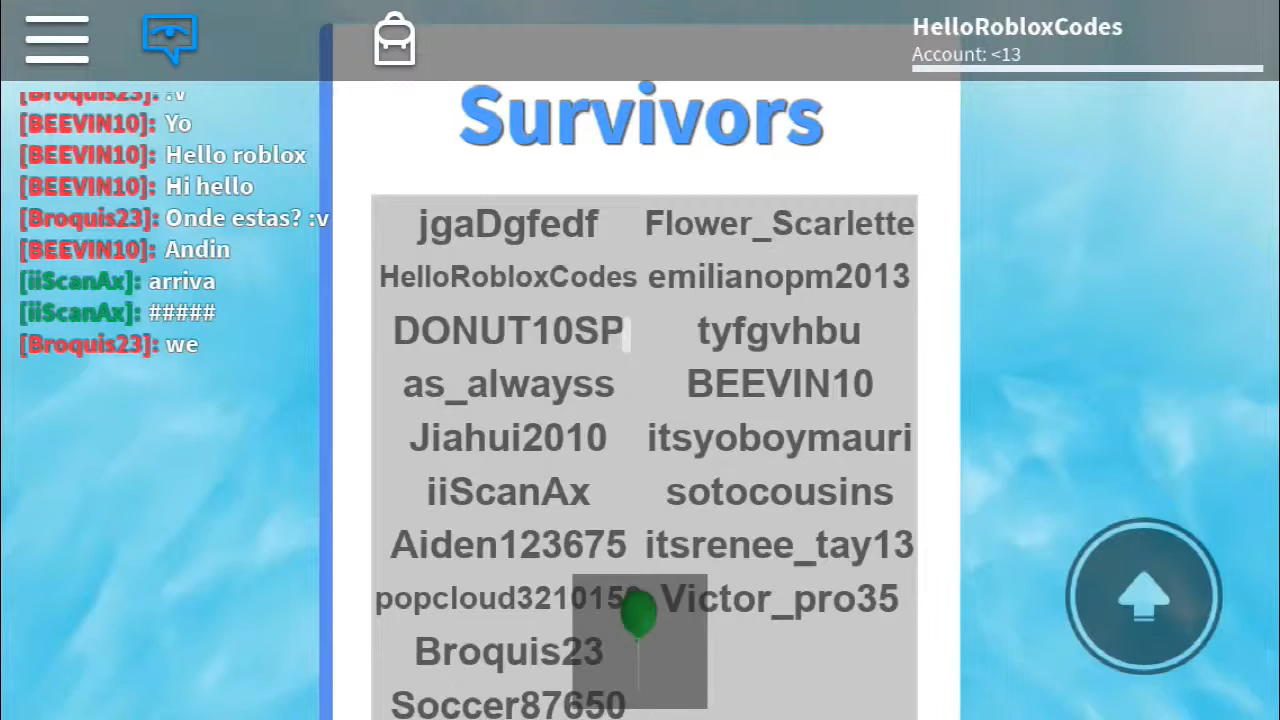 HelloRobloxCodes
Account: <13
[Broquis23]: :v
[BEEVIN10]: Yo
[BEEVIN10]: Hello roblox
[BEEVIN10]: Hi hello
[Broquis23]: Onde estas? :v
[BEEVIN10]: Andin
[iiScanAx]: arriva
[iiScanAx]: #####
[Broquis23]: we
Survivors
jgaDgfedf Flower_Scarlette
HelloRobloxCodes emilianopm2013
DONUT10SP tyfgvhbu
as_alwayss BEEVIN10
Jiahui2010 itsyoboymauri
iiScanAx sotocousins
Aiden123675 itsrenee_tay13
Victor_pro35
Broquis23
Soccer87650